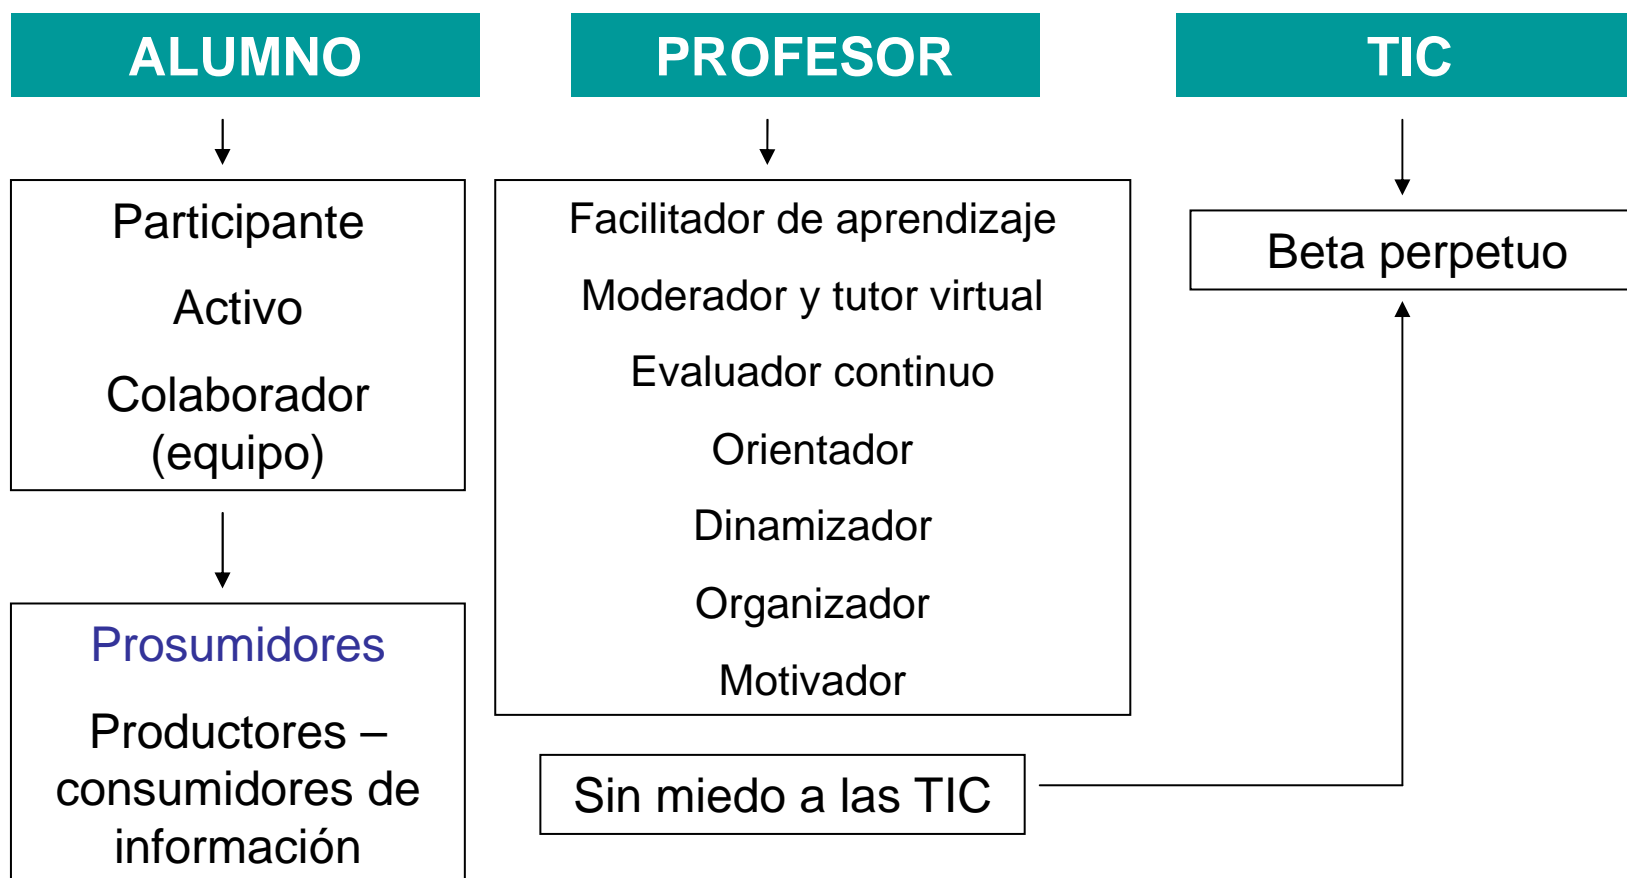 ALUMNO
Participante
Activo
Colaborador
(equipo)
Prosumidores
Productores –
consumidores de
información
PROFESOR
Facilitador de aprendizaje
Moderador y tutor virtual
Evaluador continuo
Orientador
Dinamizador
Organizador
Motivador
Sin miedo a las TIC
TIC
Beta perpetuo